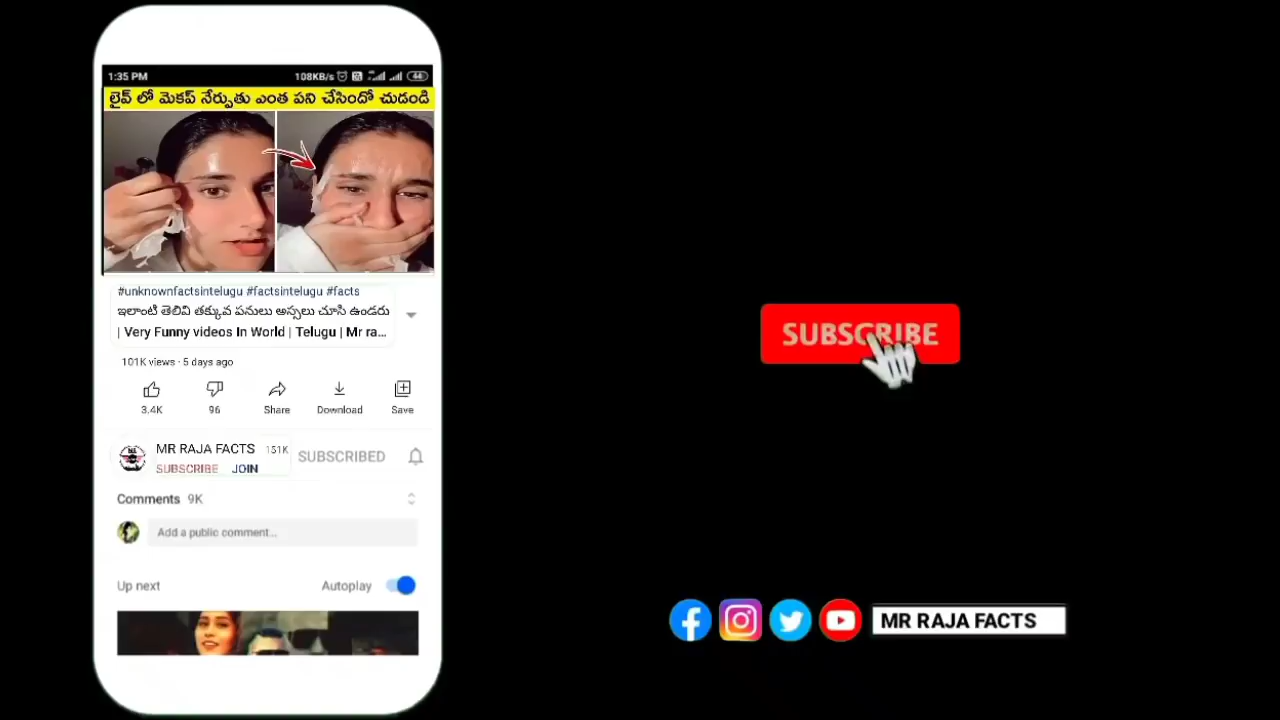 1:35 PM
108KB/s
44
లైవ్ లో మెకప్ నేర్పుతు ఎంత పని చేసిందో చుడండి
#unknownfactsintelugu #factsintelugu #facts
ఇలాంటి తెలివి తక్కువ పనులు అస్సలు చూసి ఉండరు
| Very Funny videos In World | Telugu | Mr ra...
101K views · 5 days ago
3.4K
96
Share
Download
Save
MR RAJA FACTS 151K
SUBSCRIBE JOIN
SUBSCRIBED
Comments 9K
Add a public comment...
Up next
Autoplay
SUBSCRIBE
MR RAJA FACTS